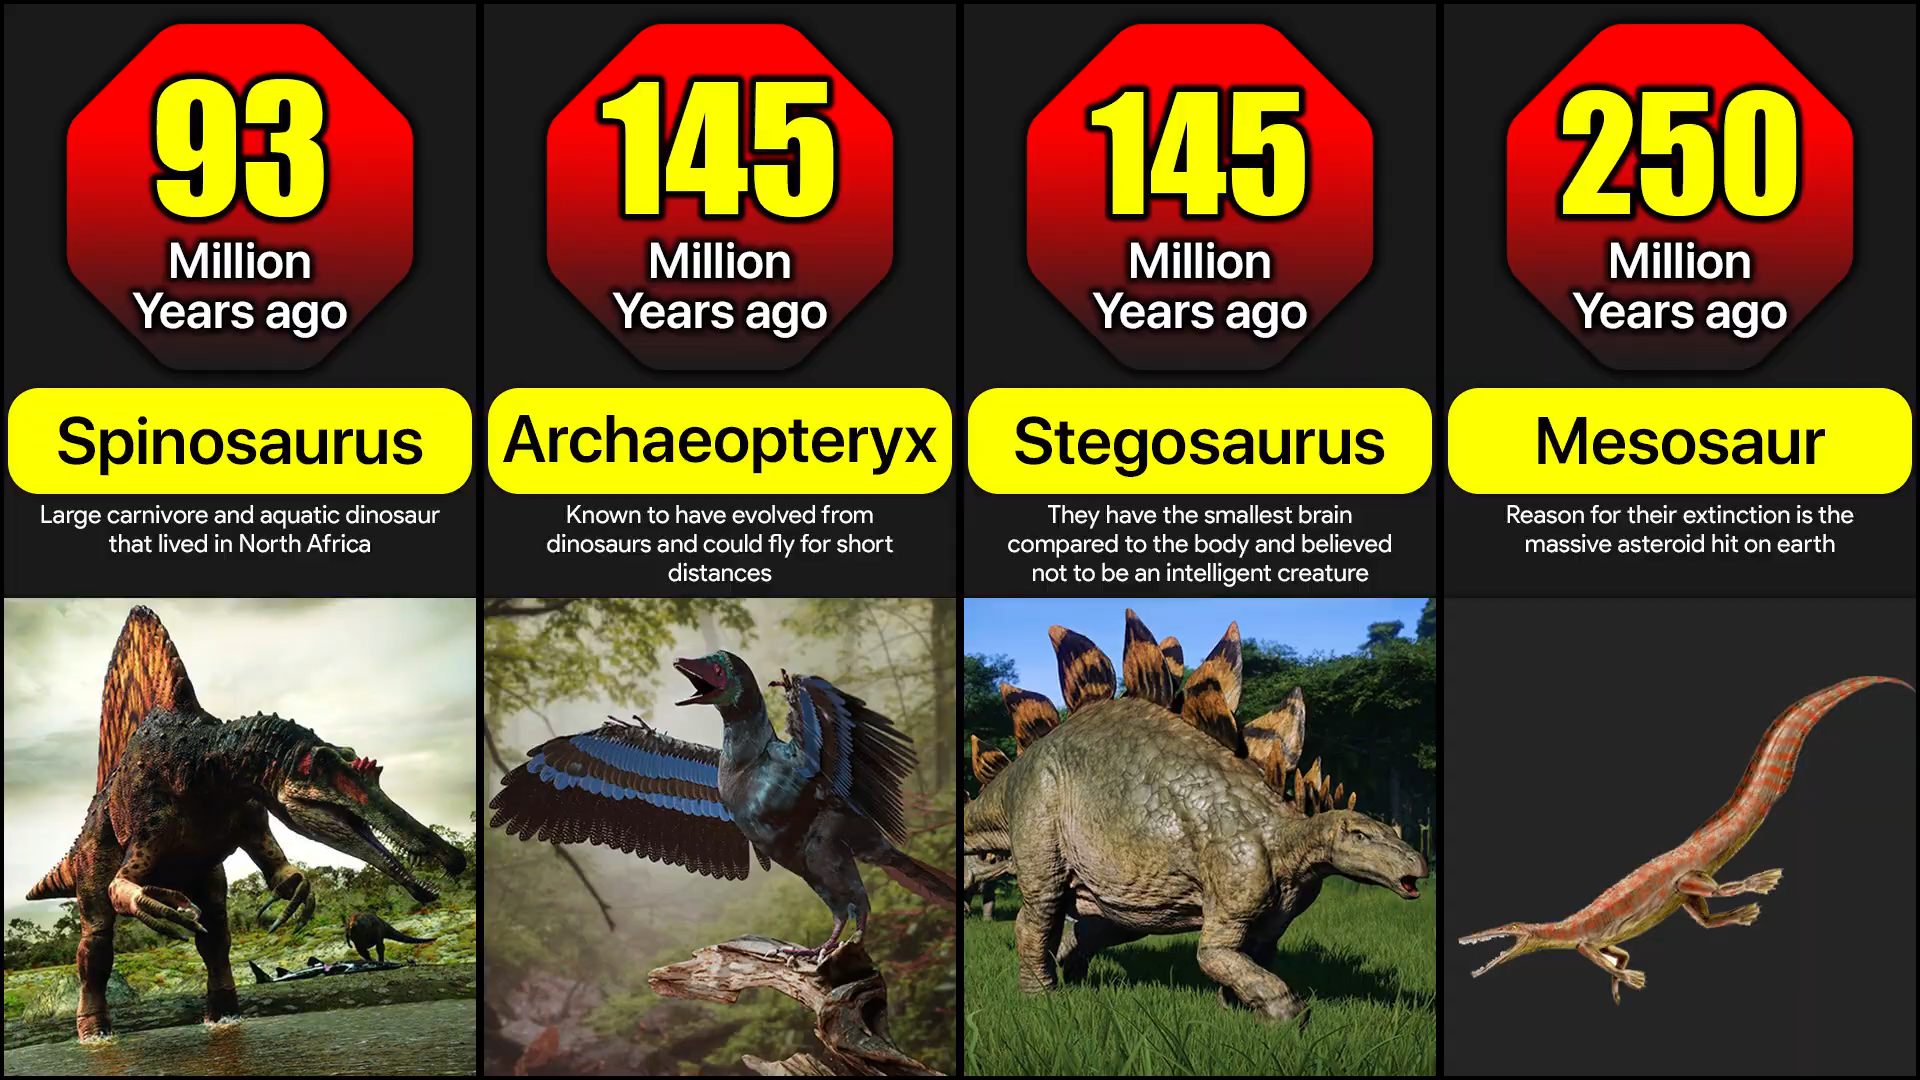 93
Million
Years ago
Spinosaurus
Large carnivore and aquatic dinosaur
that lived in North Africa
145
Million
Years ago
Archaeopteryx
Known to have evolved from
dinosaurs and could fly for short
distances
145
Million
Years ago
Stegosaurus
They have the smallest brain
compared to the body and believed
not to be an intelligent creature
250
Million
Years ago
Mesosaur
Reason for their extinction is the
massive asteroid hit on earth